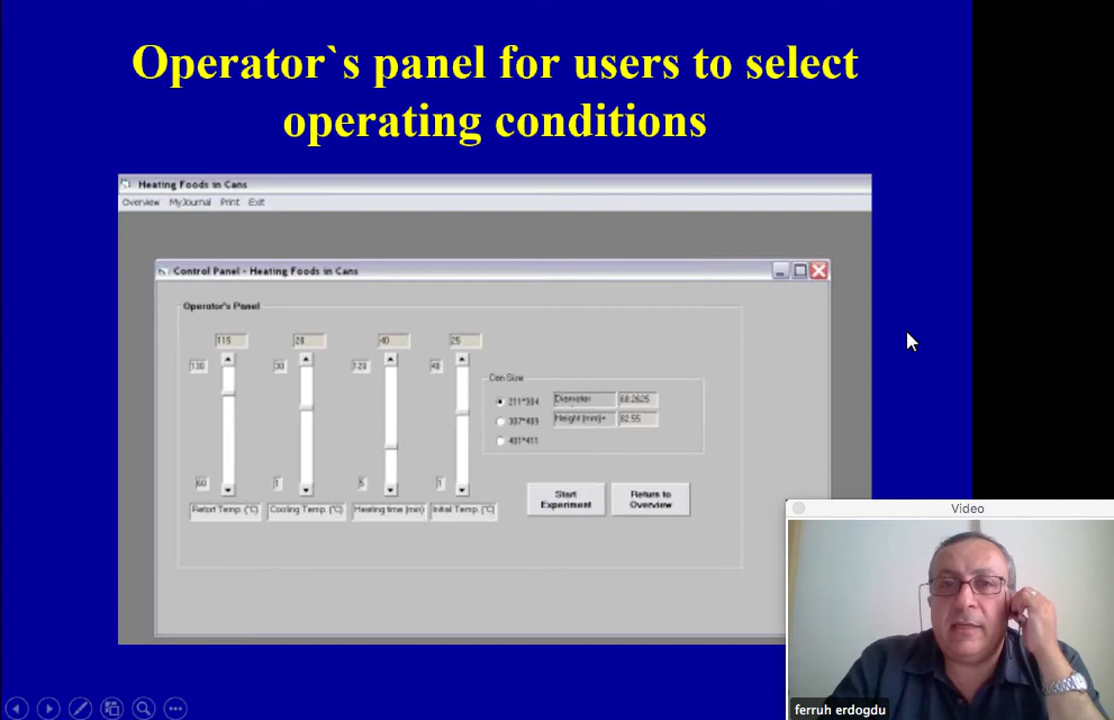 Operator`s panel for users to select
operating conditions
Heating Foods in Cans
Overview MyJournal Print Exit
Control Panel - Heating Foods in Cans
Operator's Panel
115 20 40 25
130 30 120 40
Can Size
211*304 Diameter 68.2625
307*409 Height (mm)= 82.55
401*411
60 1 5 1
Retort Temp. (°C) Cooling Temp. (°C) Heating time (min) Initial Temp. (°C)
Start Return to
Experiment Overview
Video
ferruh erdogdu